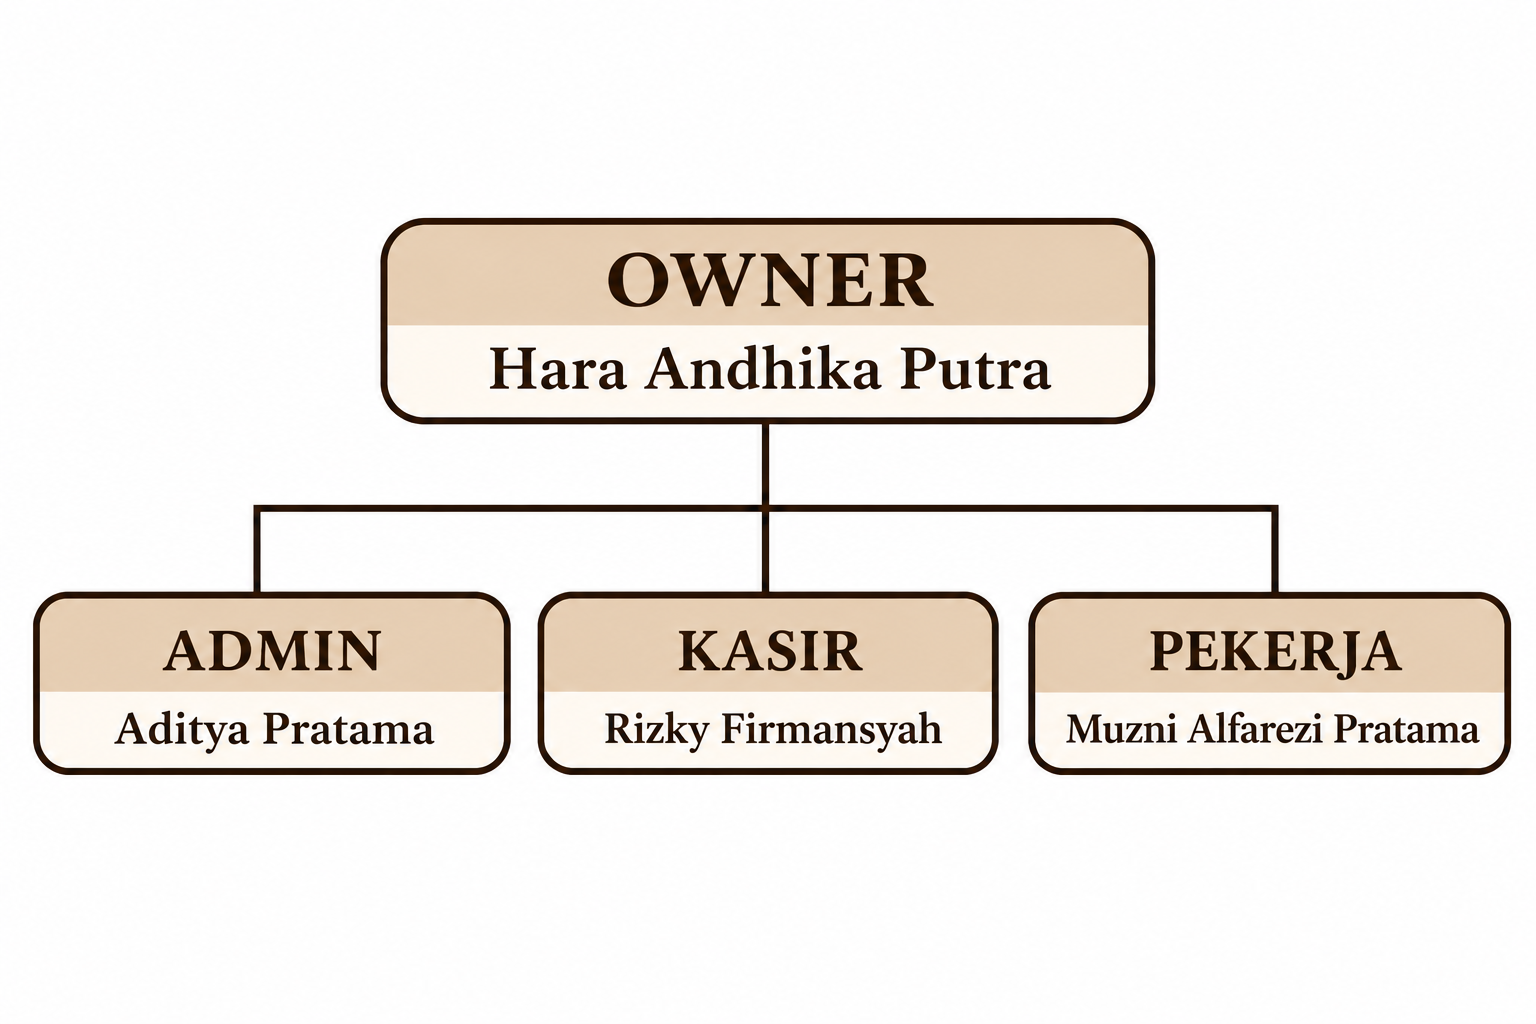 OWNER
Hara Andhika Putra
ADMIN
Aditya Pratama
KASIR
Rizky Firmansyah
PEKERJA
Muzni Alfarezi Pratama